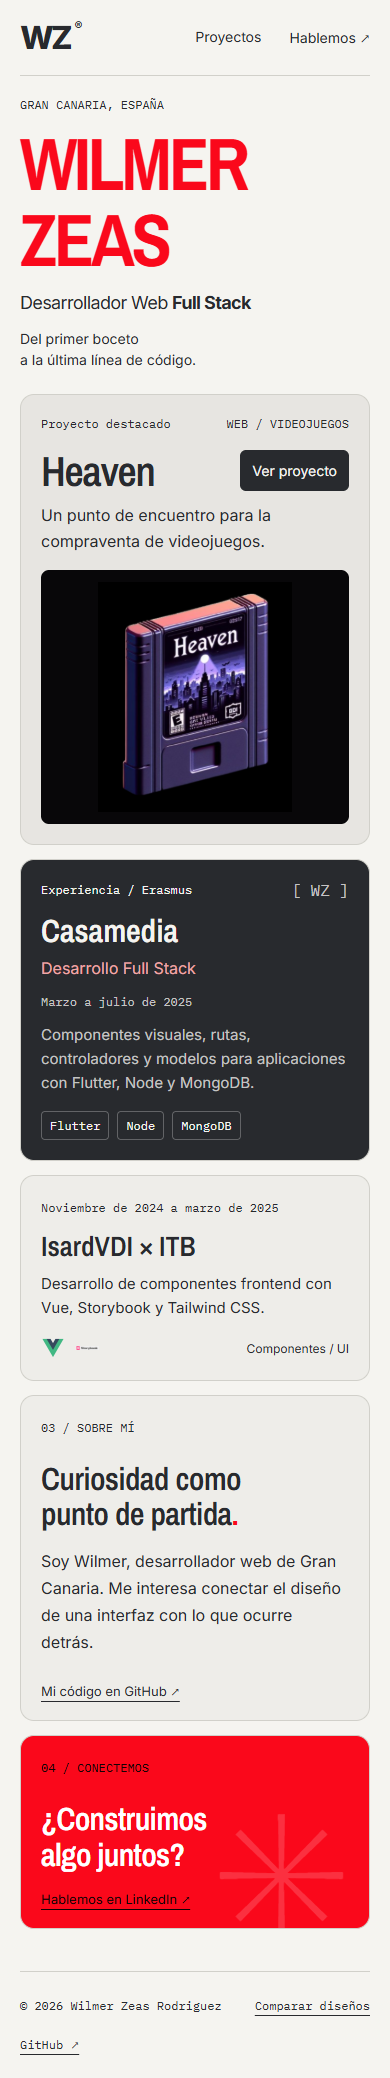 WZ®
Proyectos
Hablemos ↗
GRAN CANARIA, ESPAÑA
WILMER
ZEAS
Desarrollador Web Full Stack
Del primer boceto
a la última línea de código.
Proyecto destacado
WEB / VIDEOJUEGOS
Heaven
Ver proyecto
Un punto de encuentro para la
compraventa de videojuegos.
Heaven
E
Experiencia / Erasmus
[ WZ ]
Casamedia
Desarrollo Full Stack
Marzo a julio de 2025
Componentes visuales, rutas,
controladores y modelos para aplicaciones
con Flutter, Node y MongoDB.
Flutter
Node
MongoDB
Noviembre de 2024 a marzo de 2025
IsardVDI × ITB
Desarrollo de componentes frontend con
Vue, Storybook y Tailwind CSS.
Componentes / UI
03 / SOBRE MÍ
Curiosidad como
punto de partida.
Soy Wilmer, desarrollador web de Gran
Canaria. Me interesa conectar el diseño
de una interfaz con lo que ocurre
detrás.
Mi código en GitHub ↗
04 / CONECTEMOS
¿Construimos
algo juntos?
Hablemos en LinkedIn ↗
© 2026 Wilmer Zeas Rodriguez
Comparar diseños
GitHub ↗